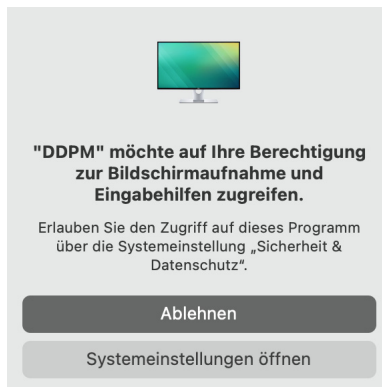 "DDPM" möchte auf Ihre Berechtigung
zur Bildschirmaufnahme und
Eingabehilfen zugreifen.
Erlauben Sie den Zugriff auf dieses Programm
über die Systemeinstellung „Sicherheit &
Datenschutz“.
Ablehnen
Systemeinstellungen öffnen